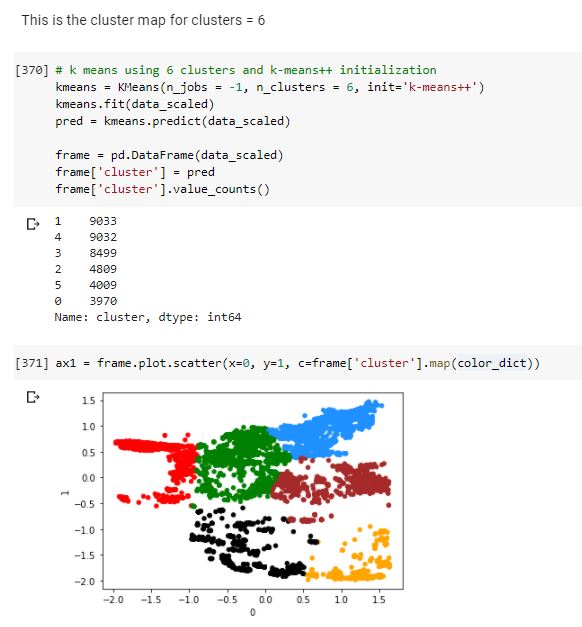 This is the cluster map for clusters = 6
[370] # k means using 6 clusters and k-means++ initialization
kmeans = KMeans(n_jobs = -1, n_clusters = 6, init='k-means++')
kmeans.fit(data_scaled)
pred = kmeans.predict(data_scaled)
frame = pd.DataFrame(data_scaled)
frame['cluster'] = pred
frame['cluster'].value_counts()
1 9033
4 9032
3 8499
2 4809
5 4009
0 3970
Name: cluster, dtype: int64
[371] ax1 = frame.plot.scatter(x=0, y=1, c=frame['cluster'].map(color_dict))
1.5
1.0
0.5
0.0
−0.5
−1.0
−1.5
−2.0
1
−2.0 −1.5 −1.0 −0.5 0.0 0.5 1.0 1.5
0